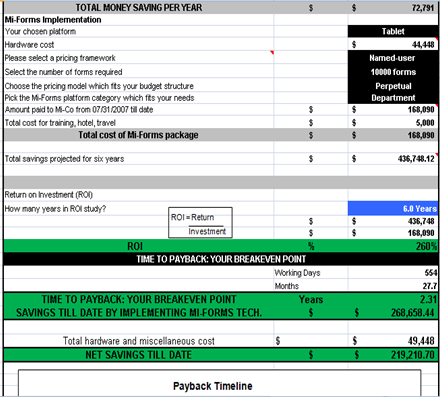 TOTAL MONEY SAVING PER YEAR $ $ 72,791
Mi-Forms Implementation
Your chosen platform Tablet
Hardware cost $ 44,448
Please select a pricing framework Named-user
Select the number of forms required 10000 forms
Choose the pricing model which fits your budget structure Perpetual
Pick the Mi-Forms platform category which fits your needs Department
Amount paid to Mi-Co from 07/31/2007 till date $ $ 168,090
Total cost for training, hotel, travel $ $ 5,000
Total cost of Mi-Forms package $ $ 168,090
Total savings projected for six years $ $ 436,748.12
Return on Investment (ROI)
How many years in ROI study? 6.0 Years
ROI = Return
$ $ 436,748
Investment $ $ 168,090
ROI % 260%
TIME TO PAYBACK: YOUR BREAKEVEN POINT
Working Days 554
Months 27.7
TIME TO PAYBACK: YOUR BREAKEVEN POINT Years 2.31
SAVINGS TILL DATE BY IMPLEMENTING MI-FORMS TECH. $ $ 268,658.44
Total hardware and miscellaneous cost $ $ 49,448
NET SAVINGS TILL DATE $ $ 219,210.70
Payback Timeline